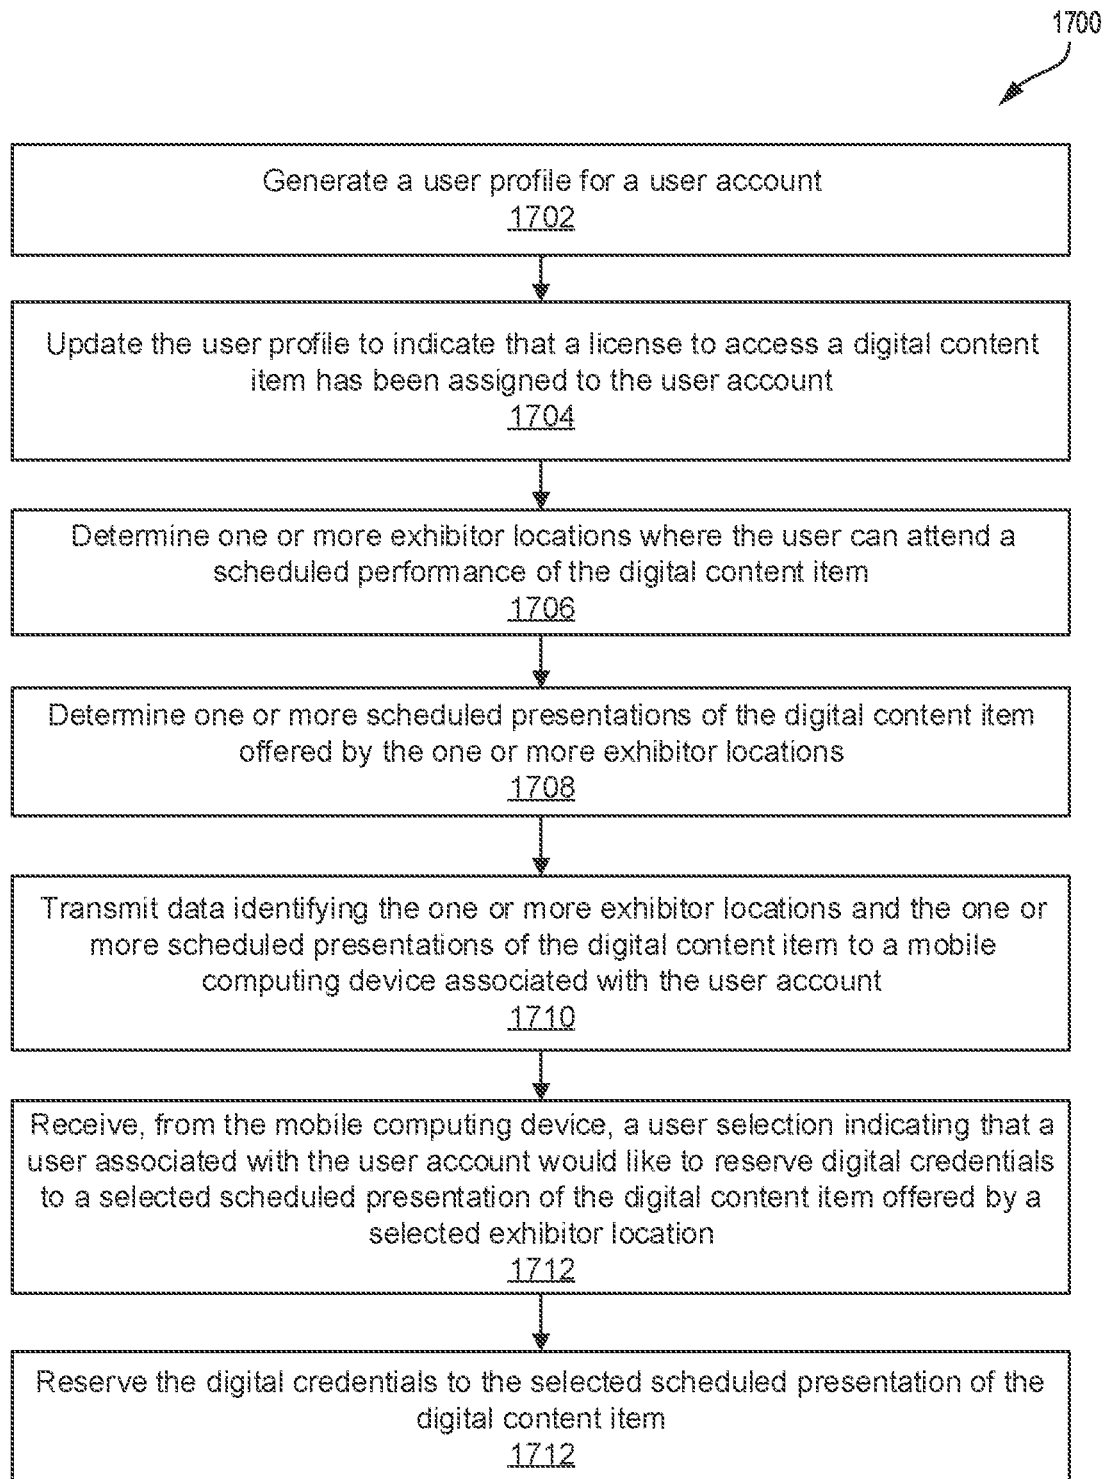 1700
Generate a user profile for a user account
1702
Update the user profile to indicate that a license to access a digital content
item has been assigned to the user account
1704
Determine one or more exhibitor locations where the user can attend a
scheduled performance of the digital content item
1706
Determine one or more scheduled presentations of the digital content item
offered by the one or more exhibitor locations
1708
Transmit data identifying the one or more exhibitor locations and the one or
more scheduled presentations of the digital content item to a mobile
computing device associated with the user account
1710
Receive, from the mobile computing device, a user selection indicating that a
user associated with the user account would like to reserve digital credentials
to a selected scheduled presentation of the digital content item offered by a
selected exhibitor location
1712
Reserve the digital credentials to the selected scheduled presentation of the
digital content item
1712